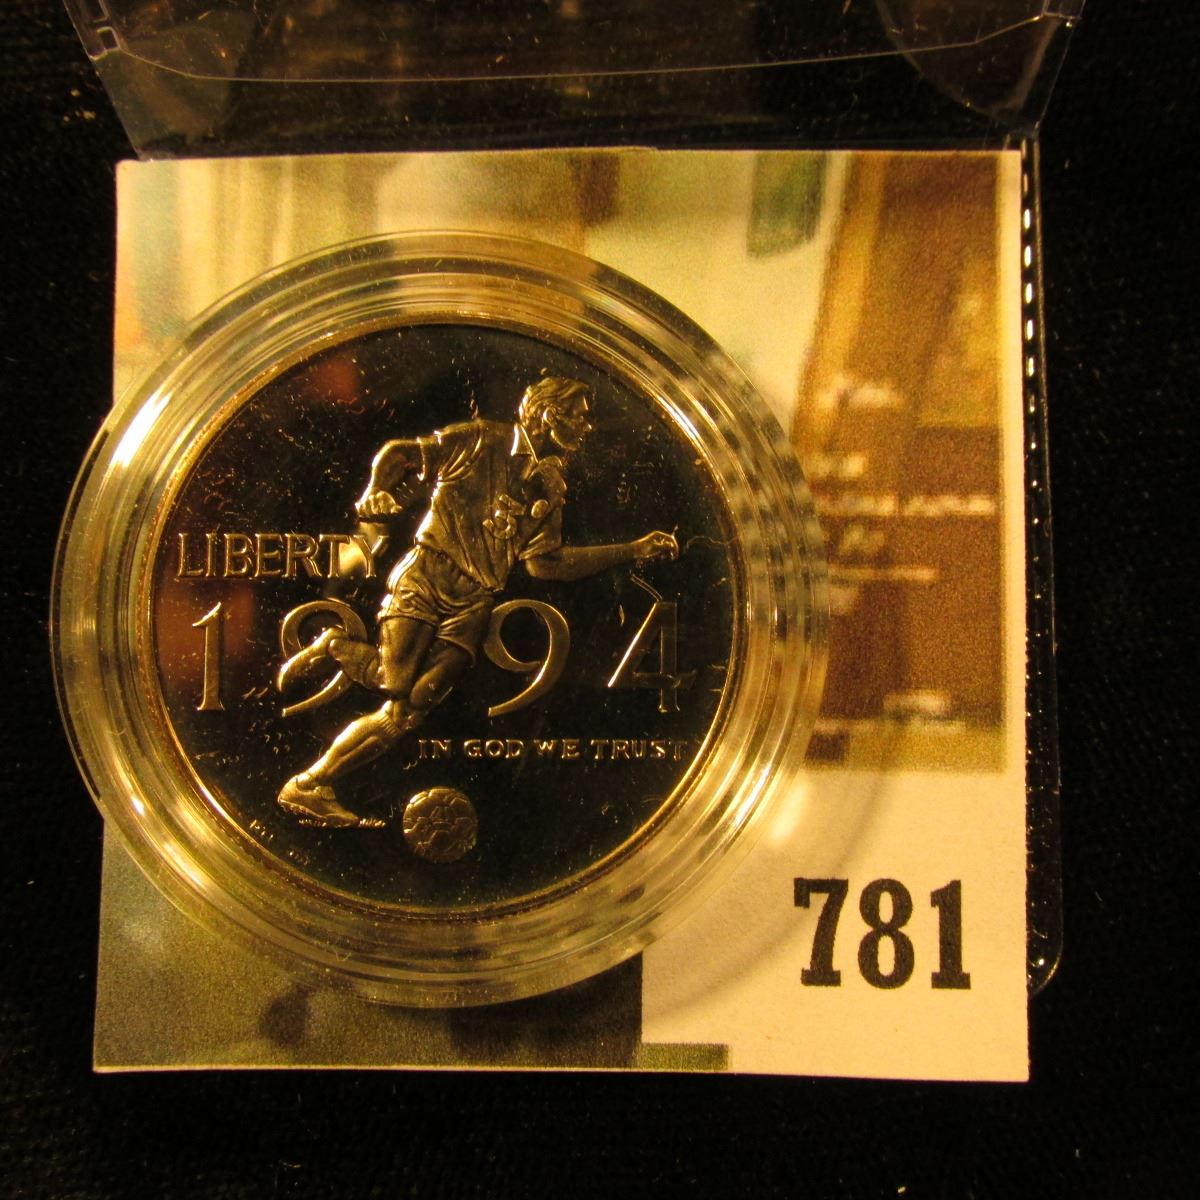 LIBERTY
1994
IN GOD WE TRUST
781